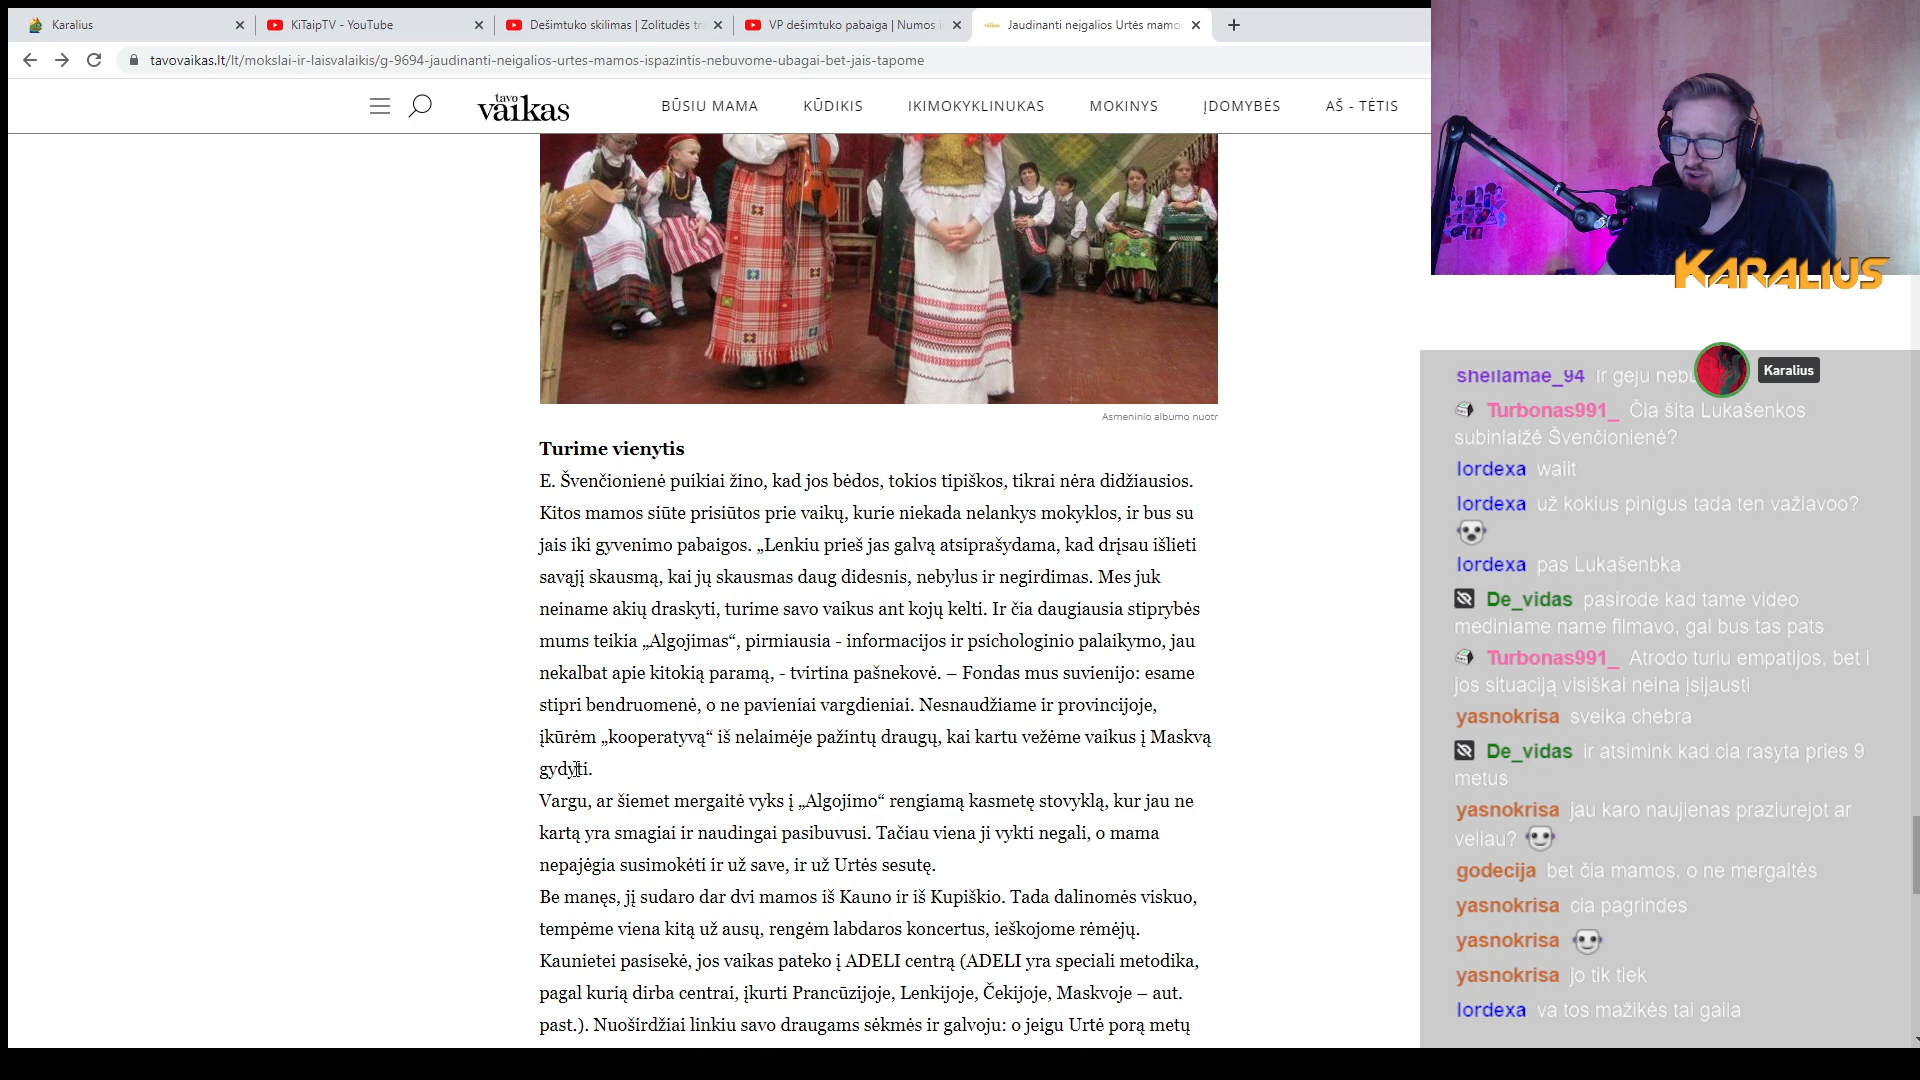 Karalius
KiTaipTV - YouTube
Dešimtuko skilimas | Zolitudės tr
VP dešimtuko pabaiga | Numos i
Jaudinanti neįgalios Urtės mamo
tavovaikas.lt/lt/mokslai-ir-laisvalaikis/g-9694-jaudinanti-neigalios-urtes-mamos-ispazintis-nebuvome-ubagai-bet-jais-tapome
tavo
vaikas
BŪSIU MAMA
KŪDIKIS
IKIMOKYKLINUKAS
MOKINYS
ĮDOMYBĖS
AŠ - TĖTIS
Asmeninio albumo nuotr
Turime vienytis
E. Švenčionienė puikiai žino, kad jos bėdos, tokios tipiškos, tikrai nėra didžiausios.
Kitos mamos siūte prisiūtos prie vaikų, kurie niekada nelankys mokyklos, ir bus su
jais iki gyvenimo pabaigos. „Lenkiu prieš jas galvą atsiprašydama, kad drįsau išlieti
savąjį skausmą, kai jų skausmas daug didesnis, nebylus ir negirdimas. Mes juk
neiname akių draskyti, turime savo vaikus ant kojų kelti. Ir čia daugiausia stiprybės
mums teikia „Algojimas“, pirmiausia - informacijos ir psichologinio palaikymo, jau
nekalbat apie kitokią paramą, - tvirtina pašnekovė. – Fondas mus suvienijo: esame
stipri bendruomenė, o ne pavieniai vargdieniai. Nesnaudžiame ir provincijoje,
įkūrėm „kooperatyvą“ iš nelaimėje pažintų draugų, kai kartu vežėme vaikus į Maskvą
gydyti.
Vargu, ar šiemet mergaitė vyks į „Algojimo“ rengiamą kasmetę stovyklą, kur jau ne
kartą yra smagiai ir naudingai pasibuvusi. Tačiau viena ji vykti negali, o mama
nepajėgia susimokėti ir už save, ir už Urtės sesutę.
Be manęs, jį sudaro dar dvi mamos iš Kauno ir iš Kupiškio. Tada dalinomės viskuo,
tempėme viena kitą už ausų, rengėm labdaros koncertus, ieškojome rėmėjų.
Kaunietei pasisekė, jos vaikas pateko į ADELI centrą (ADELI yra speciali metodika,
pagal kurią dirba centrai, įkurti Prancūzijoje, Lenkijoje, Čekijoje, Maskvoje – aut.
past.). Nuoširdžiai linkiu savo draugams sėkmės ir galvoju: o jeigu Urtė porą metų
KARALIUS
Karalius
sheilamae_94 Ir geju nebu
Turbonas991_ Čia šita Lukašenkos
subinlaižė Švenčionienė?
lordexa waiit
lordexa už kokius pinigus tada ten važiavoo?
lordexa pas Lukašenbka
De_vidas pasirode kad tame video
mediniame name filmavo, gal bus tas pats
Turbonas991_ Atrodo turiu empatijos, bet i
jos situaciją visiškai neina įsijausti
yasnokrisa sveika chebra
De_vidas ir atsimink kad cia rasyta pries 9
metus
yasnokrisa jau karo naujienas praziurejot ar
veliau?
godecija bet čia mamos, o ne mergaitės
yasnokrisa cia pagrindes
yasnokrisa
yasnokrisa jo tik tiek
lordexa va tos mažikės tai gaila